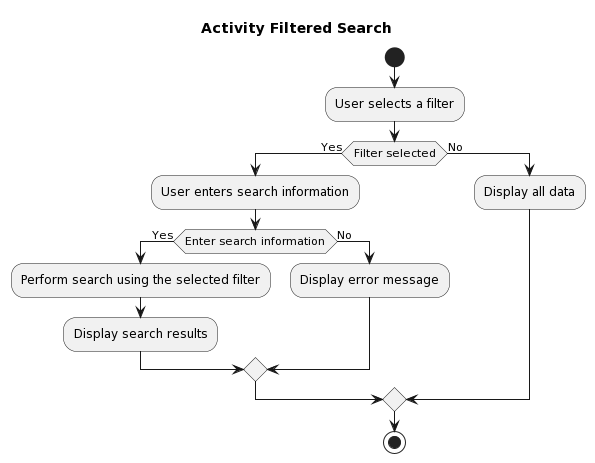 Activity Filtered Search
User selects a filter
Yes
Filter selected
No
User enters search information
Display all data
Yes
Enter search information
No
Perform search using the selected filter
Display error message
Display search results